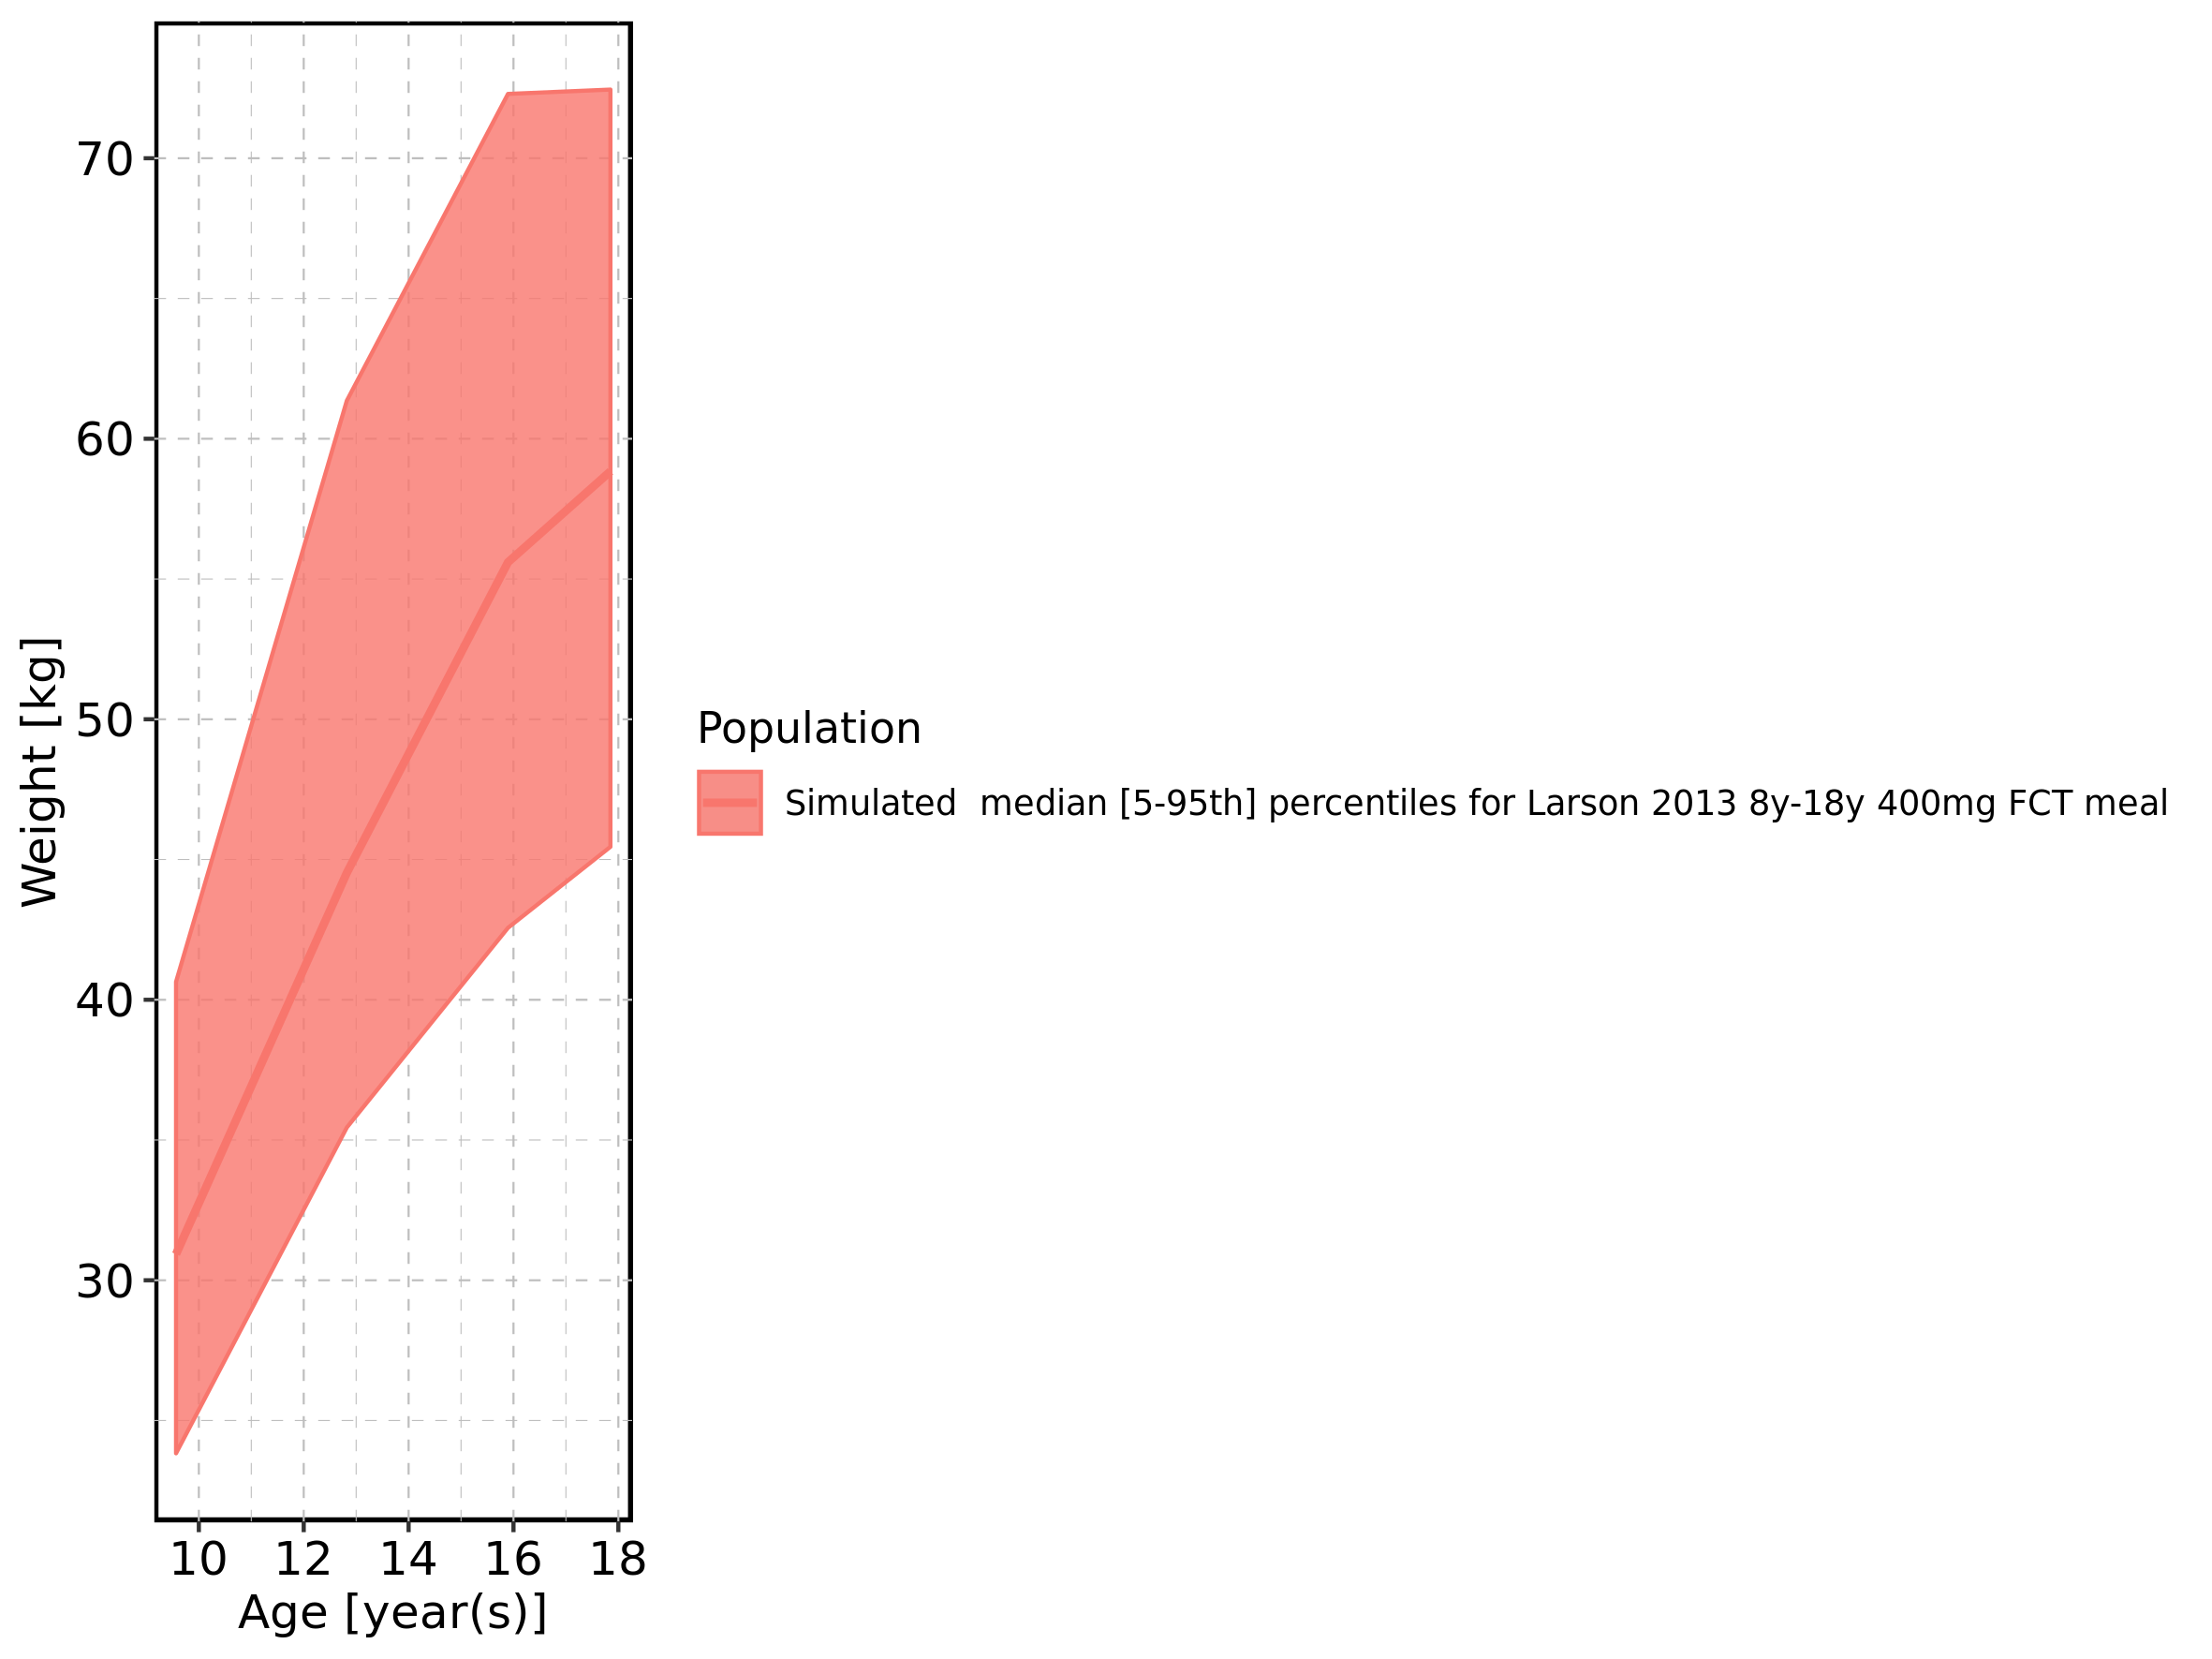 70
60
50
40
30
Weight [kg]
10 12 14 16 18
Age [year(s)]
Population
Simulated  median [5-95th] percentiles for Larson 2013 8y-18y 400mg FCT meal